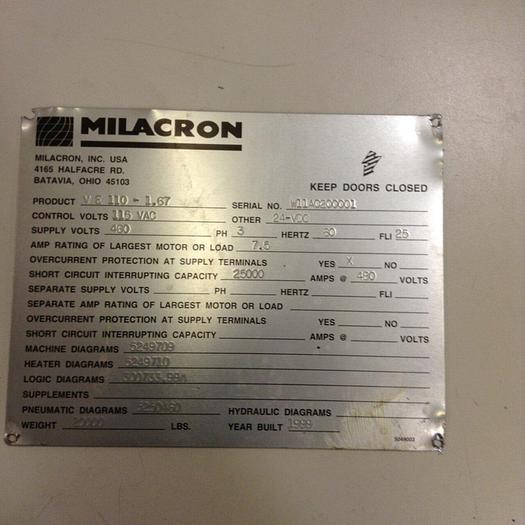 MILACRON
MILACRON, INC. USA
4165 HALFACRE RD.
BATAVIA, OHIO 45103
KEEP DOORS CLOSED
PRODUCT 110 - 1.67 SERIAL NO. W11A0200001
CONTROL VOLTS 115 VAC OTHER 24-VDC
SUPPLY VOLTS 460 PH 3 HERTZ 60 FLI 25
AMP RATING OF LARGEST MOTOR OR LOAD 7.5
OVERCURRENT PROTECTION AT SUPPLY TERMINALS YES X NO
SHORT CIRCUIT INTERRUPTING CAPACITY 25000 AMPS @ 480 VOLTS
SEPARATE SUPPLY VOLTS PH HERTZ FLI
SEPARATE AMP RATING OF LARGEST MOTOR OR LOAD
OVERCURRENT PROTECTION AT SUPPLY TERMINALS YES NO
SHORT CIRCUIT INTERRUPTING CAPACITY AMPS @ VOLTS
MACHINE DIAGRAMS 5249709
HEATER DIAGRAMS 5249710
LOGIC DIAGRAMS
SUPPLEMENTS
PNEUMATIC DIAGRAMS 5250460 HYDRAULIC DIAGRAMS
WEIGHT 20000 LBS. YEAR BUILT 1999